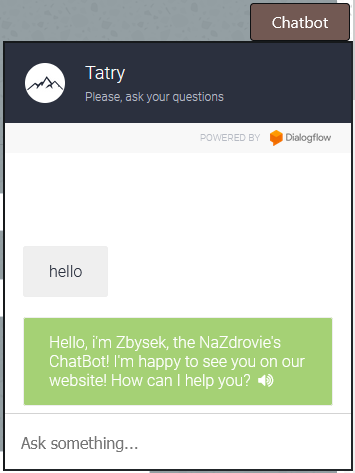 Chatbot
Tatry
Please, ask your questions
POWERED BY Dialogflow
hello
Hello, i'm Zbysek, the NaZdrovie's
ChatBot! I'm happy to see you on our
website! How can I help you?
Ask something...